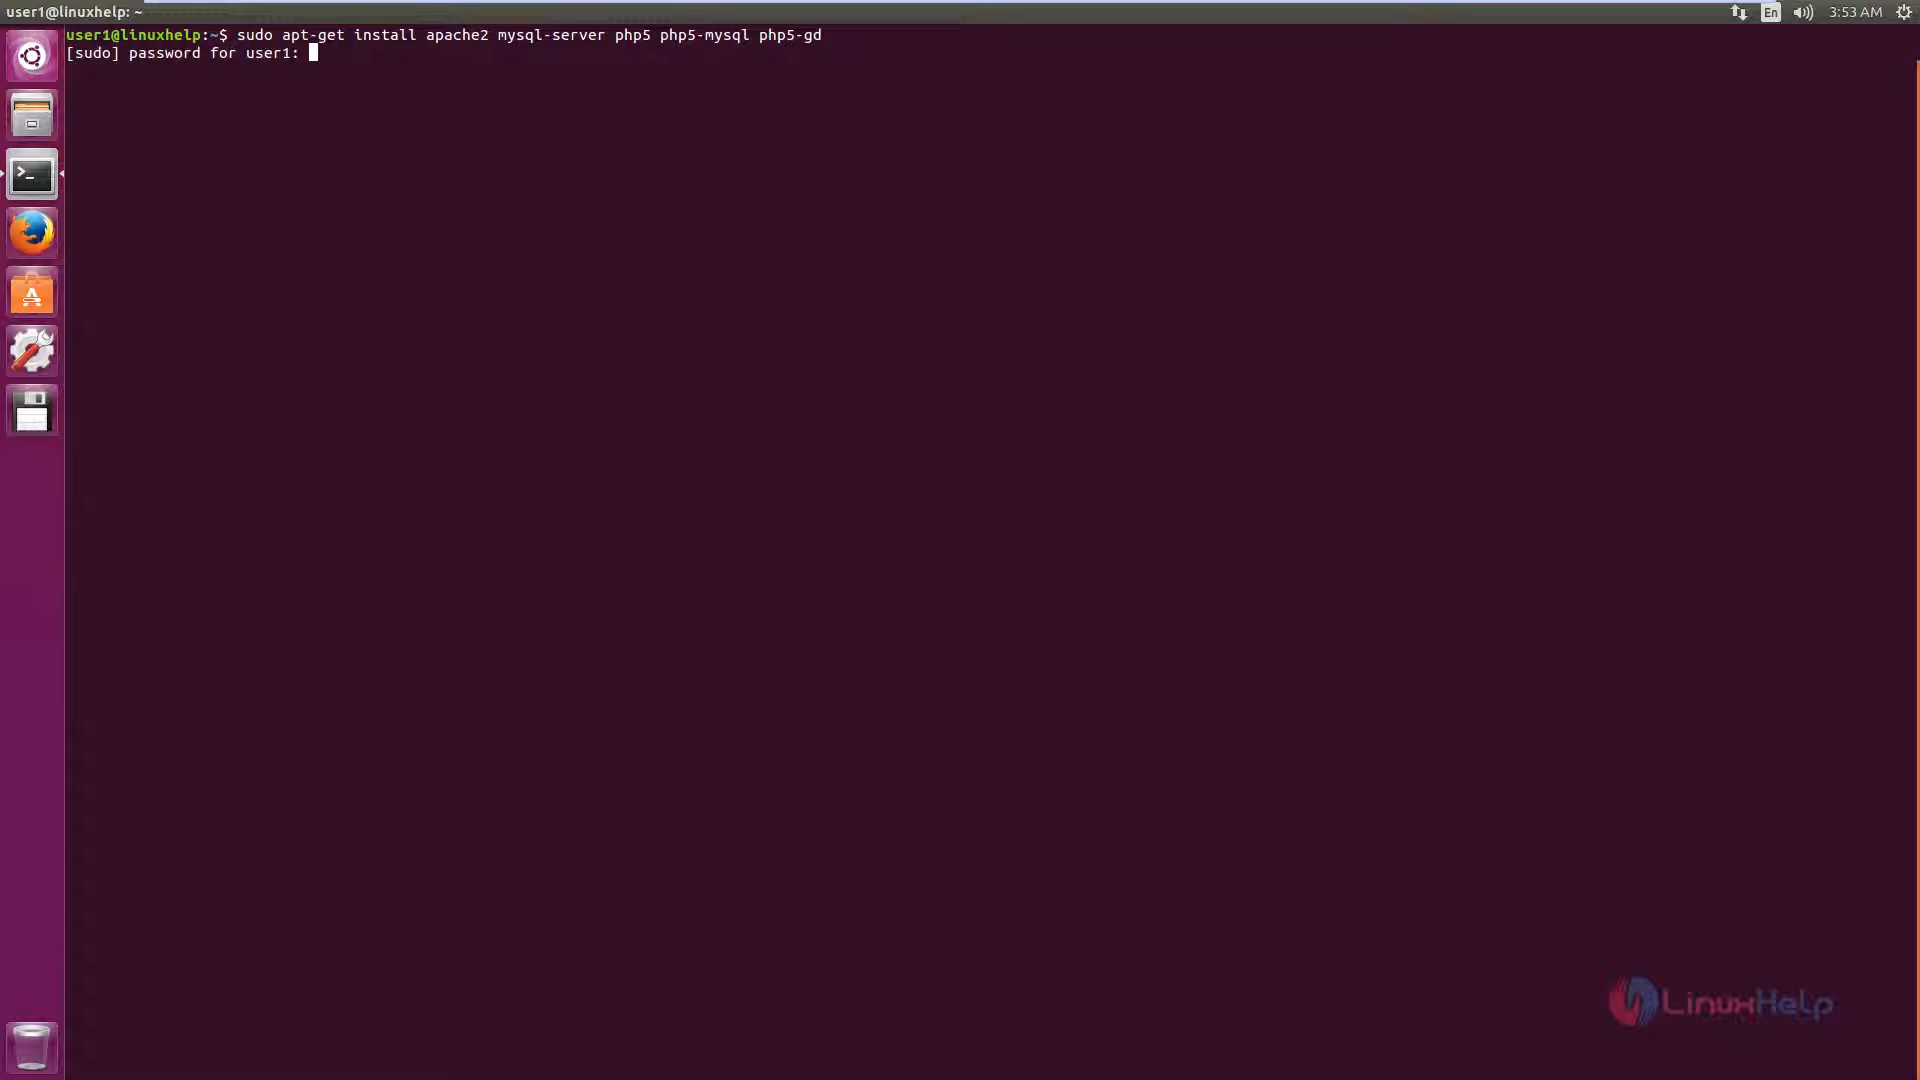 user1@linuxhelp: ~
En
3:53 AM
user1@linuxhelp:~$ sudo apt-get install apache2 mysql-server php5 php5-mysql php5-gd
[sudo] password for user1:
LinuxHelp